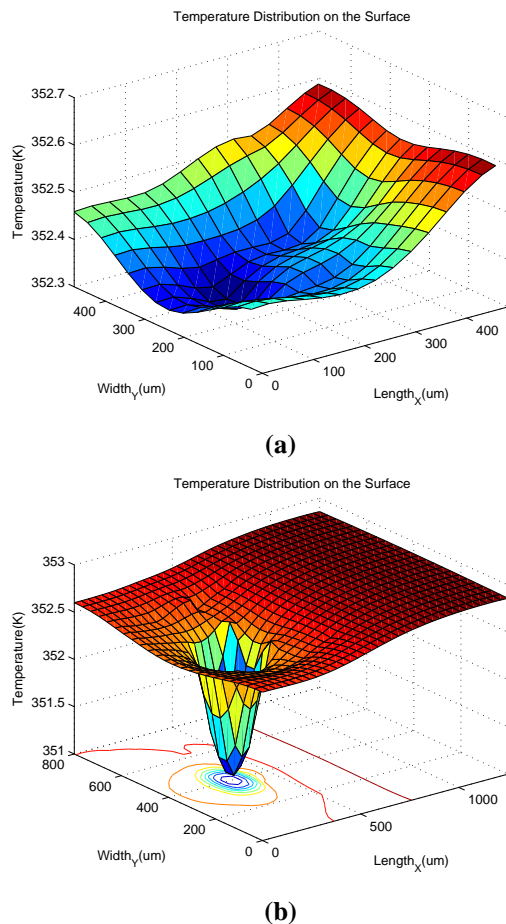 Temperature Distribution on the Surface
352.7
352.6
352.5
352.4
352.3
Temperature(K)
400
300
200
100
0
Width_Y(um)
0
100
200
300
400
Length_X(um)
(a)
Temperature Distribution on the Surface
353
352.5
352
351.5
351
Temperature(K)
800
600
400
200
0
Width_Y(um)
0
500
1000
Length_X(um)
(b)